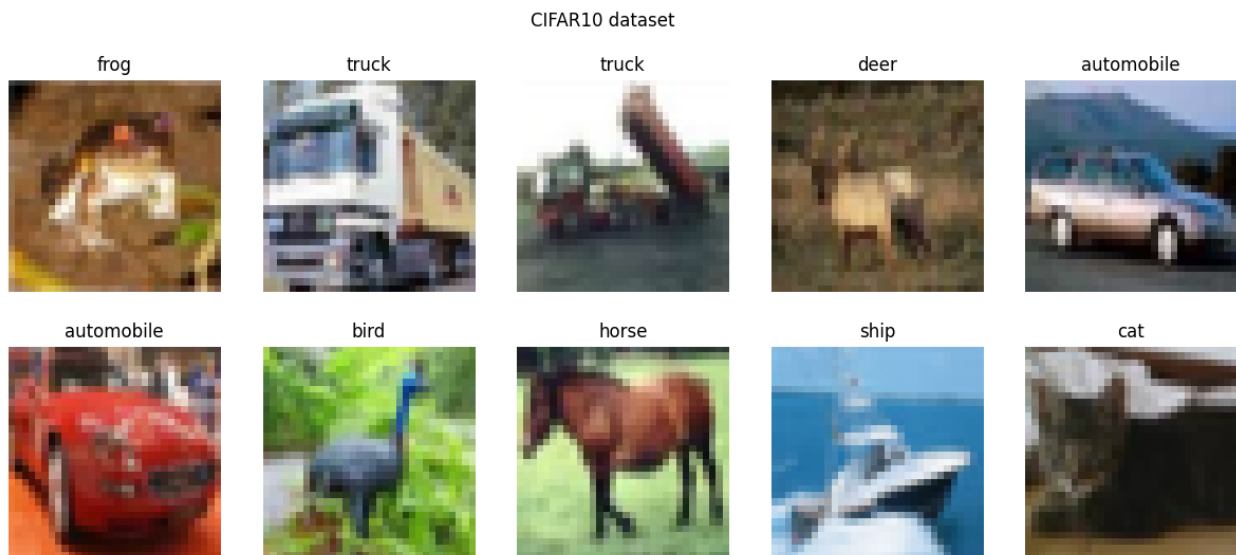 CIFAR10 dataset
frog truck truck deer automobile
automobile bird horse ship cat